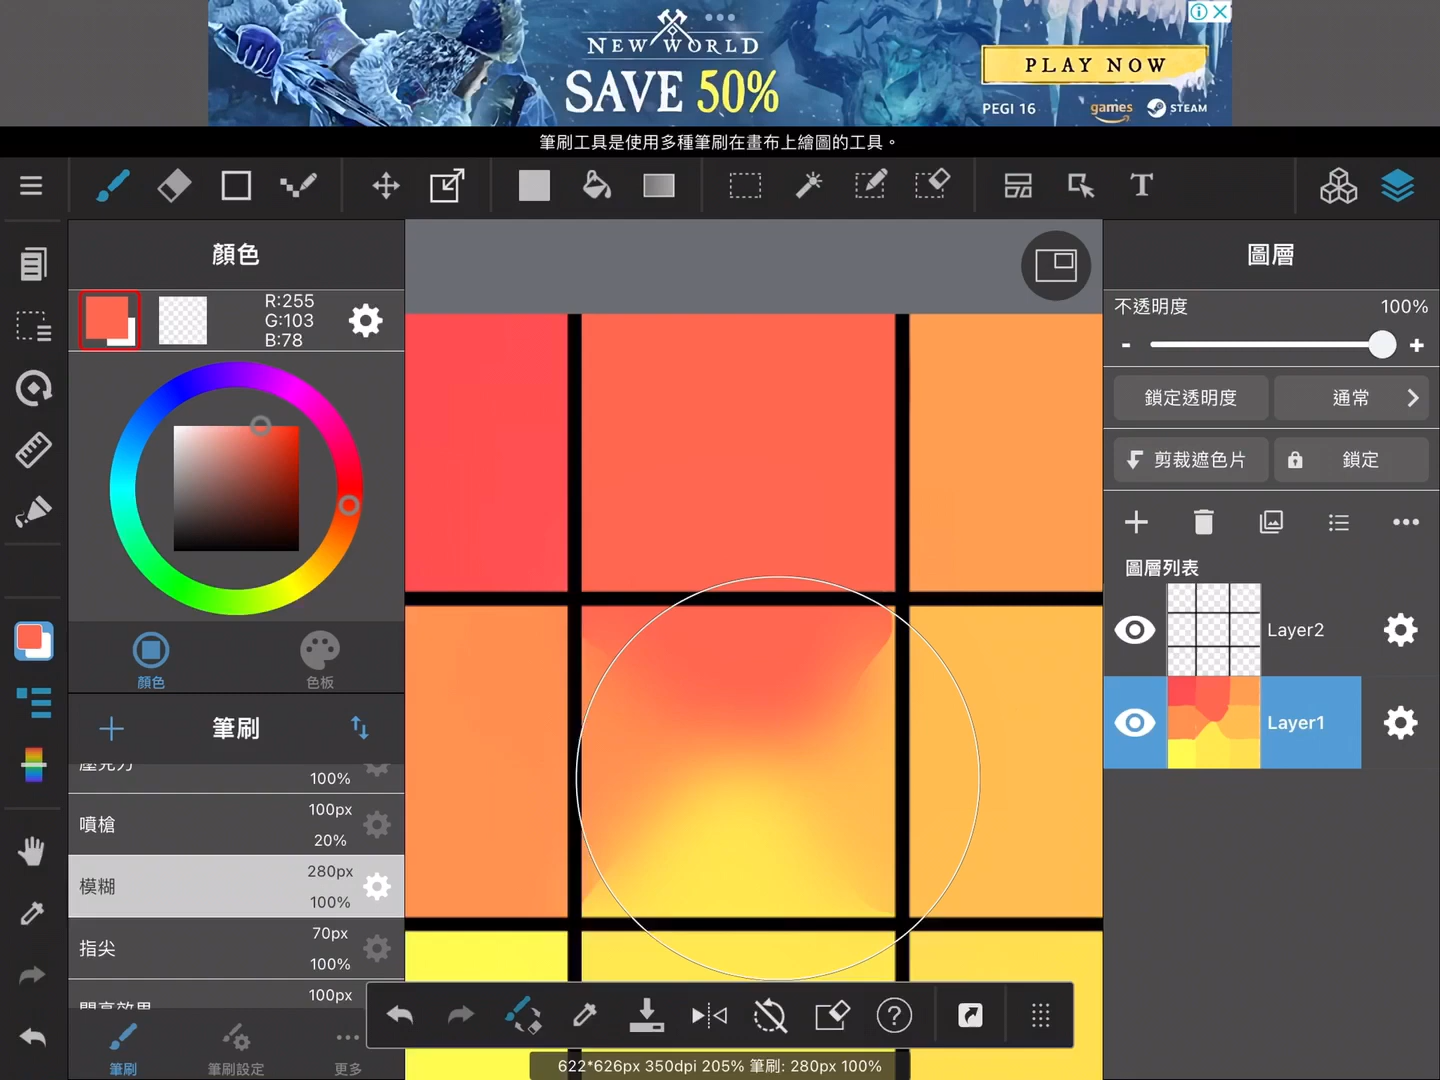 NEW WORLD
SAVE 50%
PLAY NOW
PEGI 16
games
STEAM
筆刷工具是使用多種筆刷在畫布上繪圖的工具。
T
顏色
R:255
G:103
B:78
顏色
色板
筆刷
壓克力
100%
噴槍
100px
20%
模糊
280px
100%
指尖
70px
100%
100px
筆刷
筆刷設定
更多
622*626px 350dpi 205% 筆刷: 280px 100%
圖層
不透明度
100%
鎖定透明度
通常
剪裁遮色片
鎖定
圖層列表
Layer2
Layer1